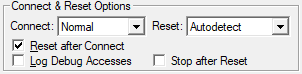 Connect & Reset Options
Connect: Normal Reset: Autodetect
Reset after Connect
Log Debug Accesses Stop after Reset